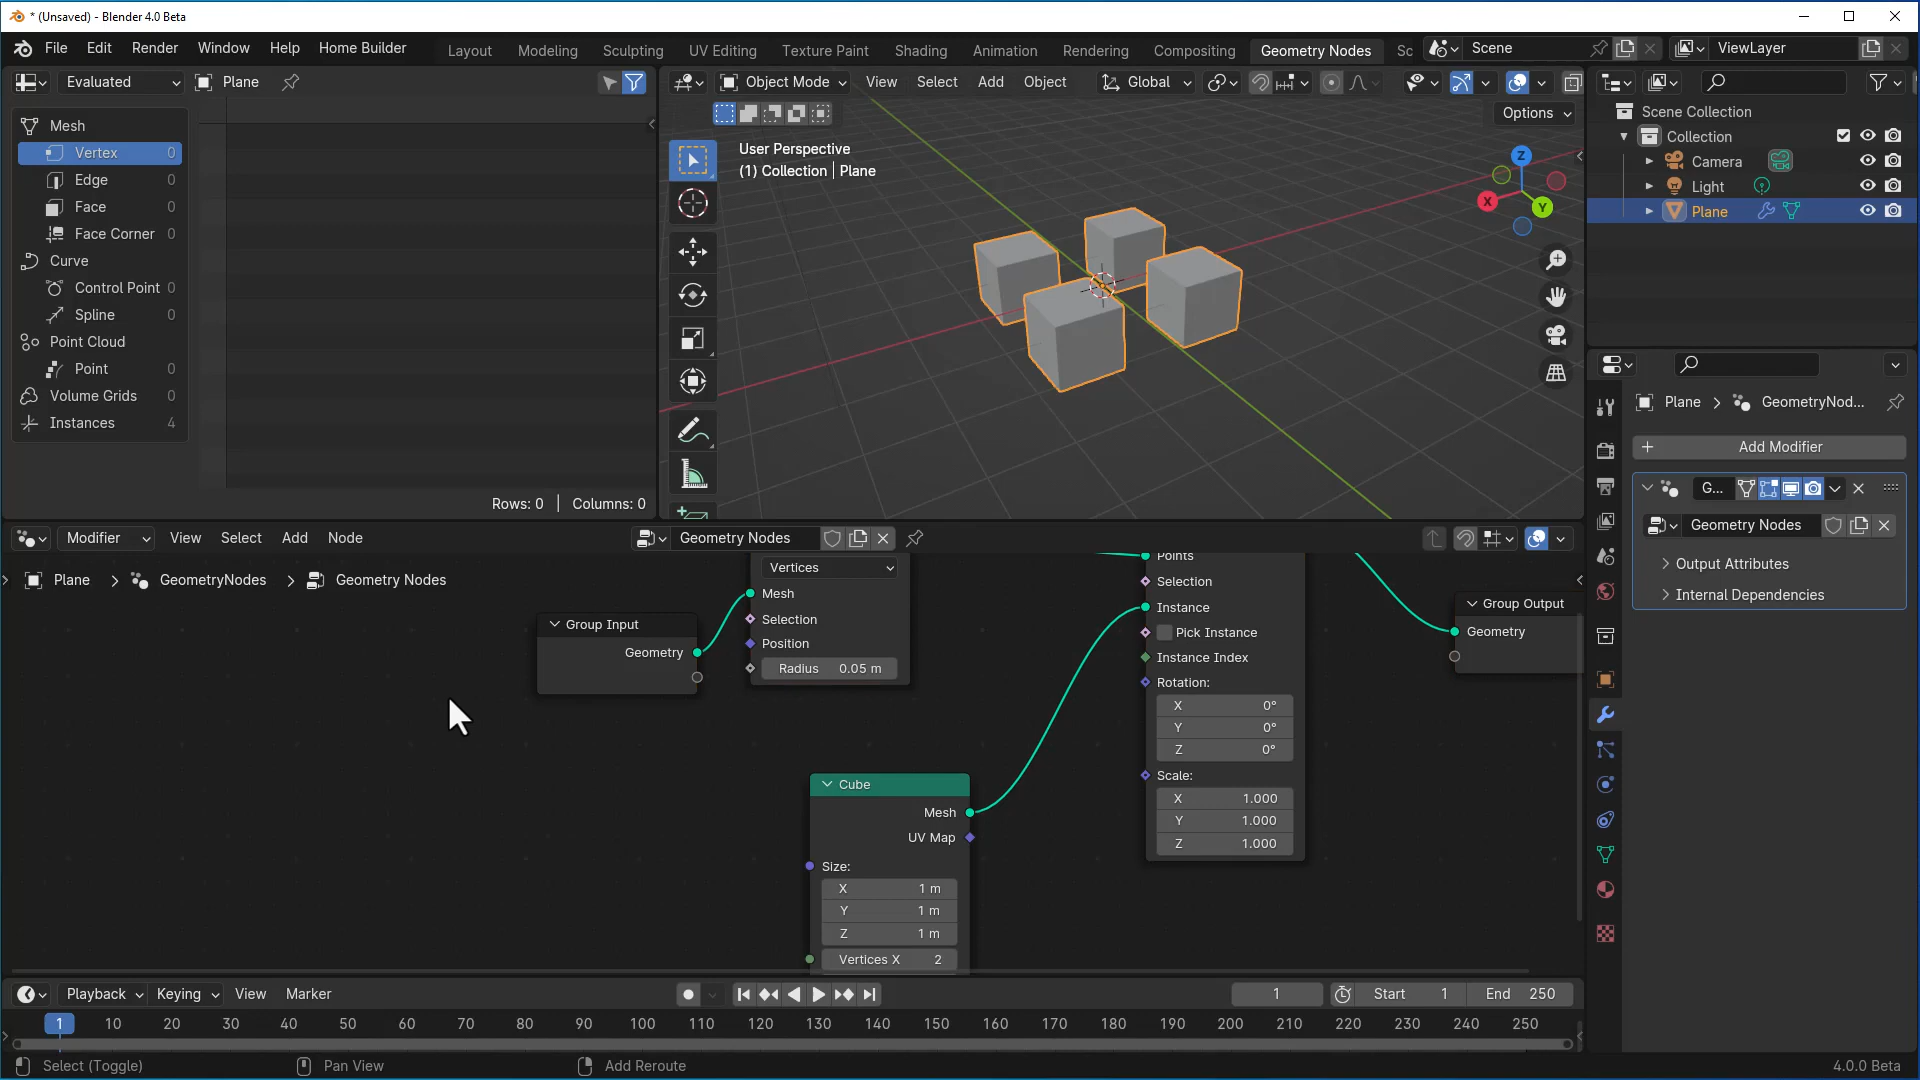 * (Unsaved) - Blender 4.0 Beta
File Edit Render Window Help Home Builder
Layout Modeling Sculpting UV Editing Texture Paint Shading Animation Rendering Compositing Geometry Nodes Sc
Scene
ViewLayer
Evaluated
Plane
Mesh
Vertex 0
Edge 0
Face 0
Face Corner 0
Curve
Control Point 0
Spline 0
Point Cloud
Point 0
Volume Grids 0
Instances 4
Rows: 0 | Columns: 0
Object Mode View Select Add Object Global
Options
User Perspective
(1) Collection | Plane
Z
X
Y
Scene Collection
Collection
Camera
Light
Plane
Plane > GeometryNod...
Add Modifier
G...
Geometry Nodes
Output Attributes
Internal Dependencies
Modifier View Select Add Node
Geometry Nodes
Plane > GeometryNodes > Geometry Nodes
Group Input
Geometry
Vertices
Mesh
Selection
Position
Radius 0.05 m
Cube
Mesh
UV Map
Size:
X 1 m
Y 1 m
Z 1 m
Vertices X 2
Points
Selection
Instance
Pick Instance
Instance Index
Rotation:
X 0°
Y 0°
Z 0°
Scale:
X 1.000
Y 1.000
Z 1.000
Group Output
Geometry
Playback Keying View Marker
1
Start 1
End 250
1 10 20 30 40 50 60 70 80 90 100 110 120 130 140 150 160 170 180 190 200 210 220 230 240 250
Select (Toggle)
Pan View
Add Reroute
4.0.0 Beta